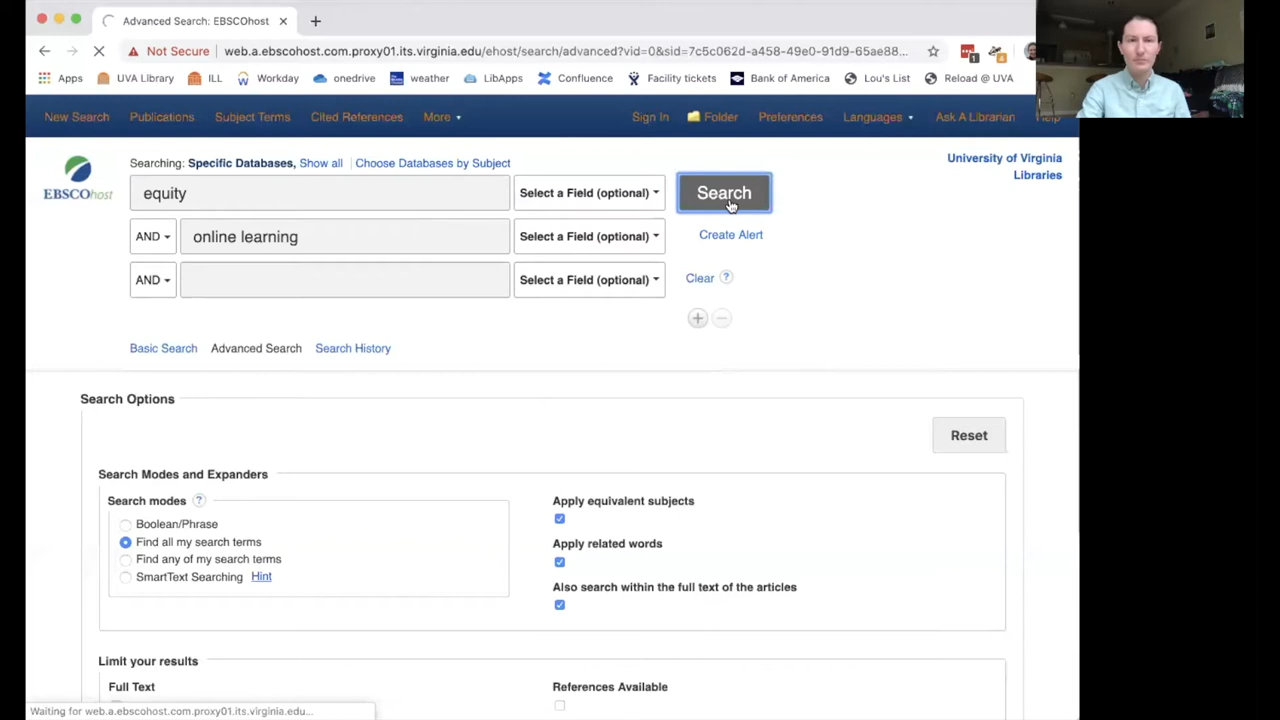 Advanced Search: EBSCOhost
Not Secure web.a.ebscohost.com.proxy01.its.virginia.edu/ehost/search/advanced?vid=0&sid=7c5c062d-a458-49e0-91d9-65ae88...
1 4
Apps UVA Library ILL Workday onedrive weather LibApps Confluence Facility tickets Bank of America Lou's List Reload @ UVA
New Search Publications Subject Terms Cited References More Sign In Folder Preferences Languages Ask A Librarian Help
Searching: Specific Databases, Show all Choose Databases by Subject
University of Virginia
Libraries
EBSCOhost
equity Select a Field (optional) Search
AND online learning Select a Field (optional) Create Alert
AND Select a Field (optional) Clear ?
Basic Search Advanced Search Search History
Search Options
Reset
Search Modes and Expanders
Search modes ? Apply equivalent subjects
Boolean/Phrase
Find all my search terms Apply related words
Find any of my search terms
SmartText Searching Hint Also search within the full text of the articles
Limit your results
Full Text References Available
Waiting for web.a.ebscohost.com.proxy01.its.virginia.edu...